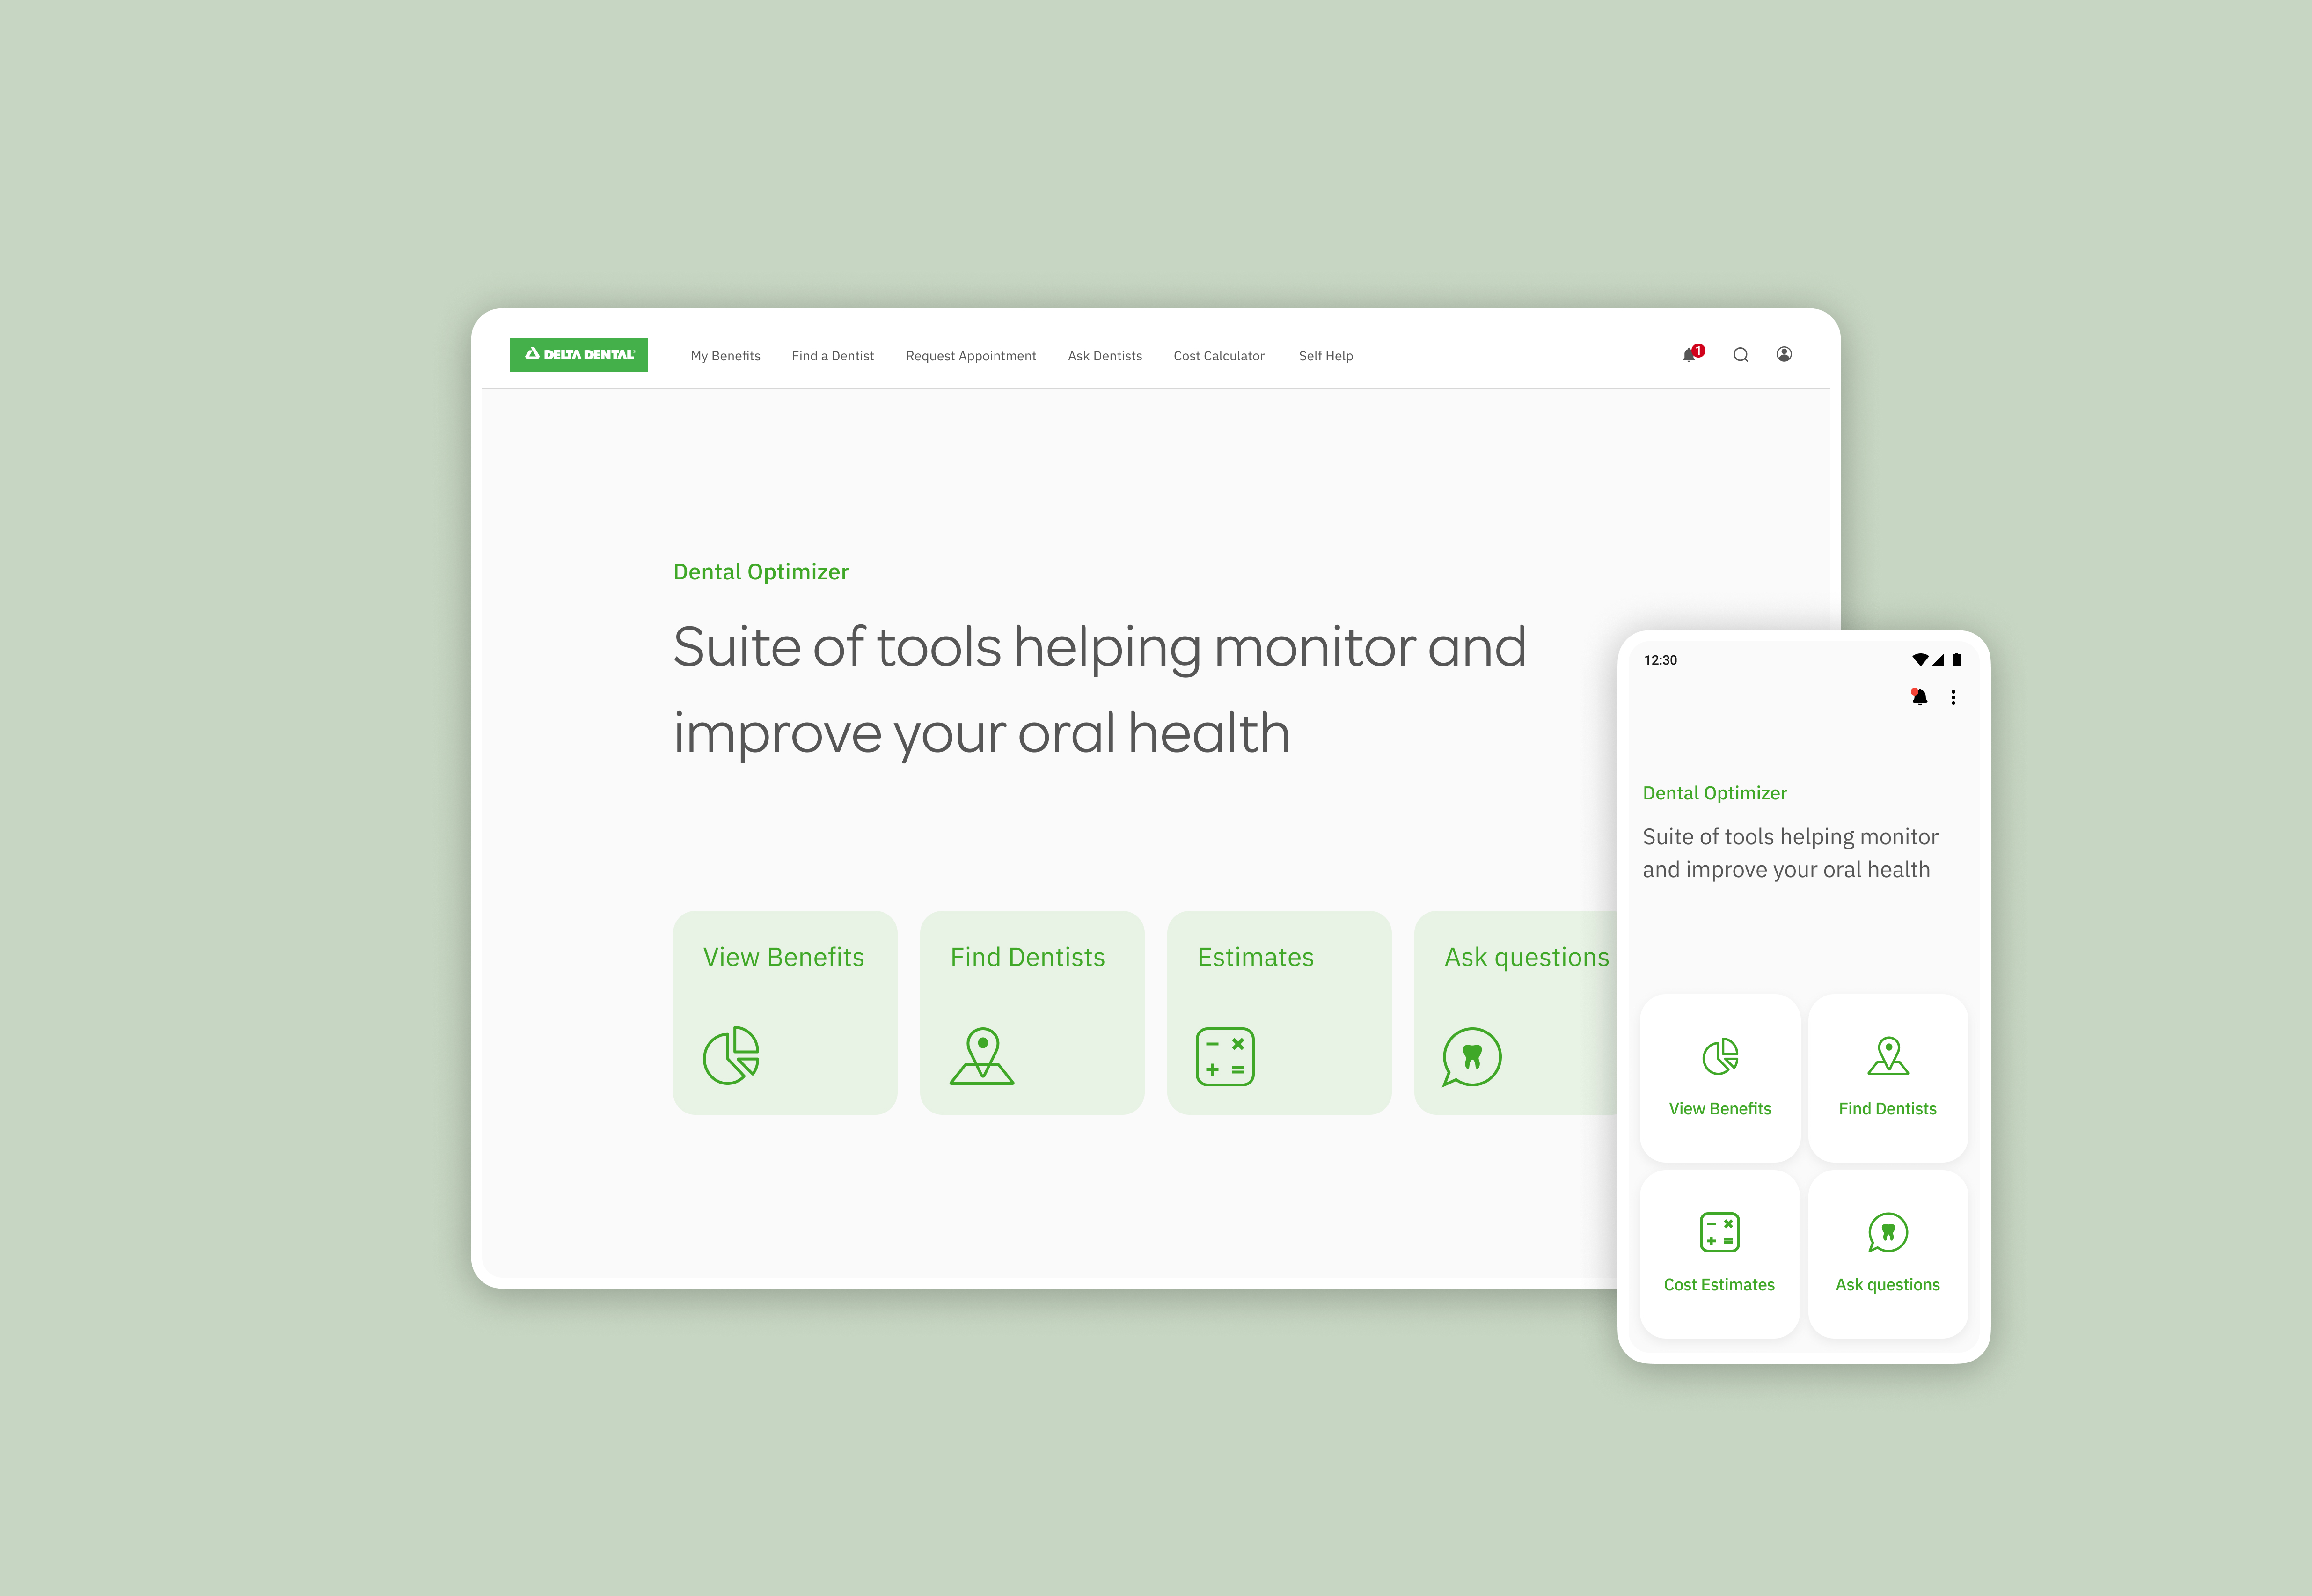 DELTA DENTAL
My Benefits Find a Dentist Request Appointment Ask Dentists Cost Calculator Self Help
1
Dental Optimizer
Suite of tools helping monitor and
improve your oral health
View Benefits
Find Dentists
Estimates
Ask questions
12:30
Dental Optimizer
Suite of tools helping monitor
and improve your oral health
View Benefits
Find Dentists
Cost Estimates
Ask questions